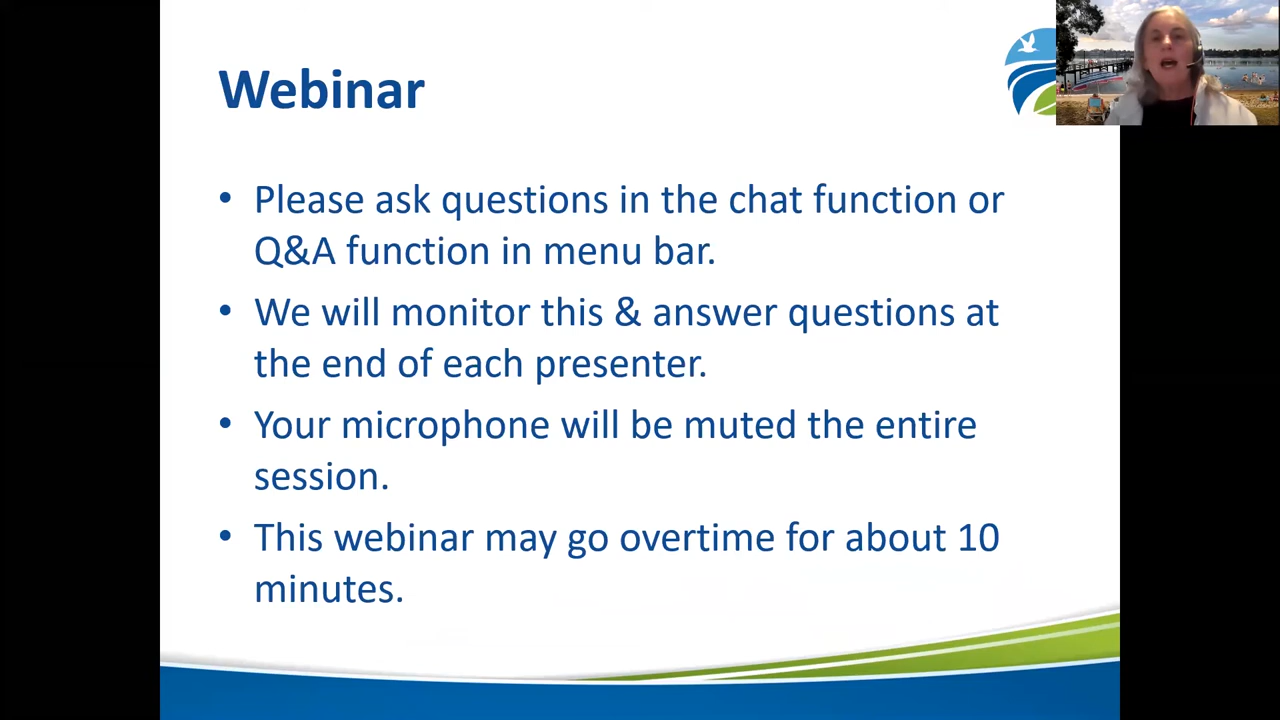 Webinar
• Please ask questions in the chat function or
Q&A function in menu bar.
• We will monitor this & answer questions at
the end of each presenter.
• Your microphone will be muted the entire
session.
• This webinar may go overtime for about 10
minutes.